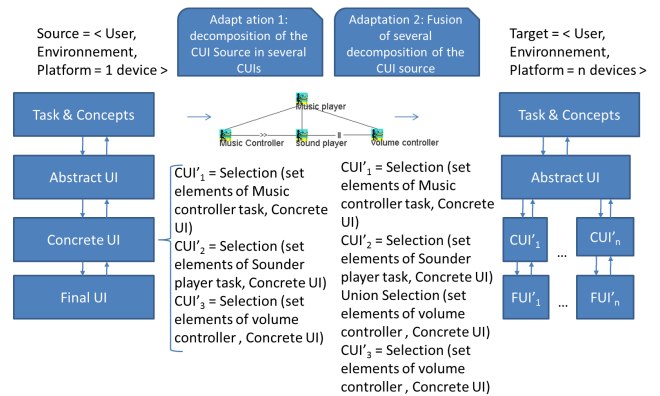 Source = < User,
Environnement,
Platform = 1 device >
Adapt ation 1:
decomposition of the
CUI Source in several
CUIs
Adaptation 2: Fusion
of several
decomposition of the
CUI source
Target = < User,
Environnement,
Platform = n devices>
Task & Concepts
Abstract UI
Concrete UI
Final UI
Music player
Music Controller
>>
sound player
||
volume controller
CUI'1 = Selection (set
elements of Music
controller task, Concrete
UI)
CUI'2 = Selection (set
elements of Sounder
player task, Concrete UI)
CUI'3 = Selection (set
elements of volume
controller , Concrete UI)
CUI'1 = Selection (set
elements of Music
controller task, Concrete
UI)
CUI'2 = Selection (set
elements of Sounder
player task, Concrete UI)
Union Selection (set
elements of volume
controller , Concrete UI)
CUI'3 = Selection (set
elements of volume
controller , Concrete UI)
Task & Concepts
Abstract UI
CUI'1 ... CUI'n
FUI'1 ... FUI'n